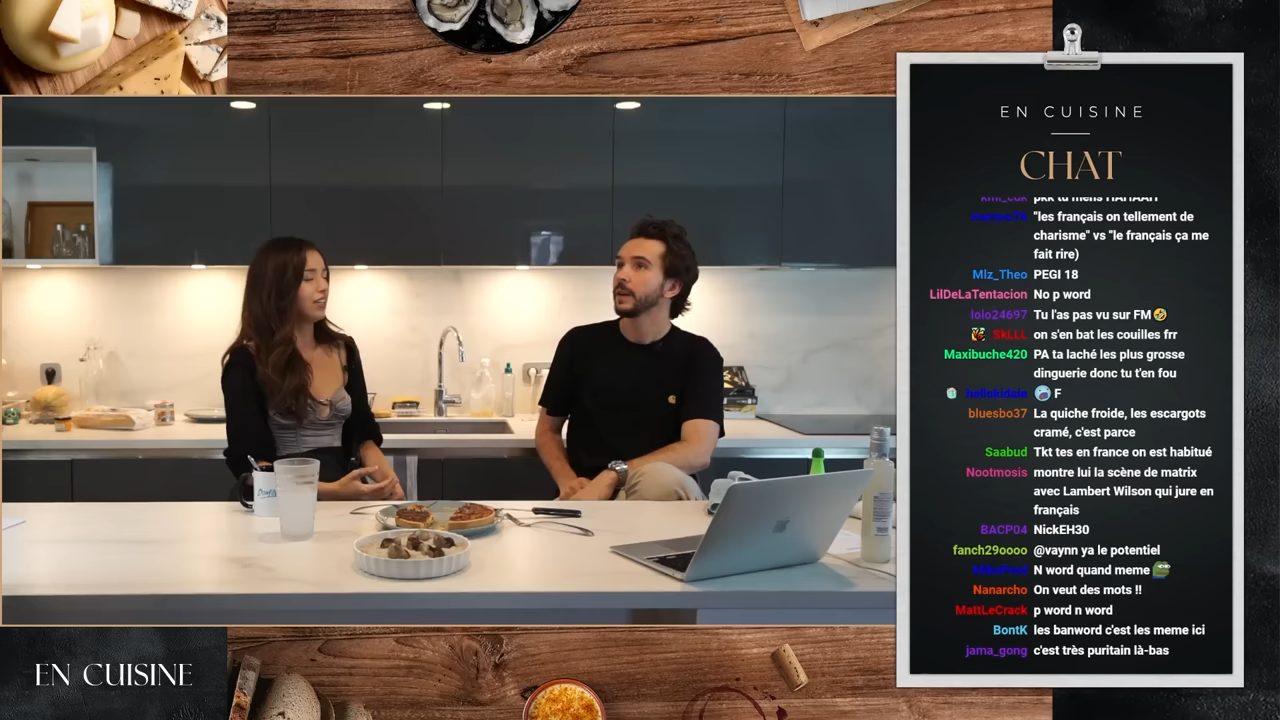 EN CUISINE
CHAT
"les français on tellement de
charisme" vs "le français ça me
fait rire)
Mlz_Theo PEGI 18
LilDeLaTentacion No p word
lolo24697 Tu l'as pas vu sur FM🤣
SkLLL on s'en bat les couilles frr
Maxibuche420 PA ta laché les plus grosse
dinguerie donc tu t'en fou
F
bluesbo37 La quiche froide, les escargots
cramé, c'est parce
Saabud Tkt tes en france on est habitué
Nootmosis montre lui la scène de matrix
avec Lambert Wilson qui jure en
français
BACP04 NickEH30
fanch29oooo @vaynn ya le potentiel
N word quand meme
Nanarcho On veut des mots !!
MattLeCrack p word n word
BontK les banword c'est les meme ici
jama_gong c'est très puritain là-bas
EN CUISINE